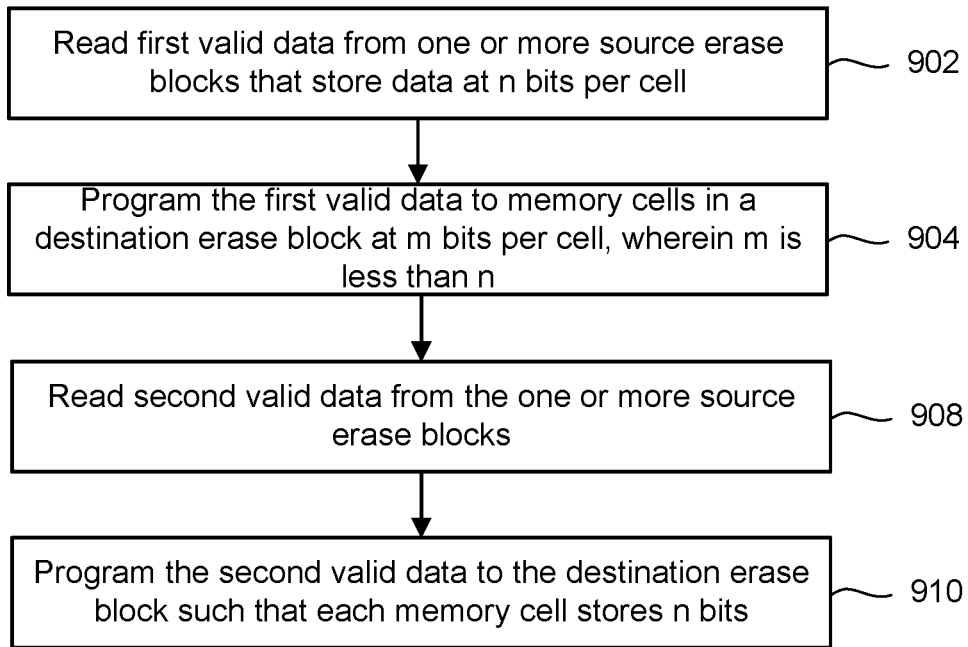 Read first valid data from one or more source erase
blocks that store data at n bits per cell
902
Program the first valid data to memory cells in a
destination erase block at m bits per cell, wherein m is
less than n
904
Read second valid data from the one or more source
erase blocks
908
Program the second valid data to the destination erase
block such that each memory cell stores n bits
910